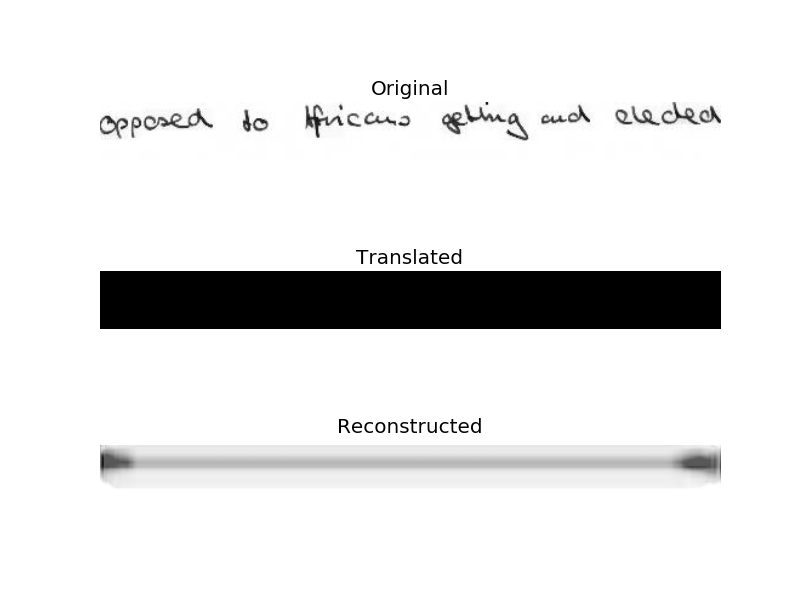 Original
opposed to Africans getting and elected
Translated
Reconstructed